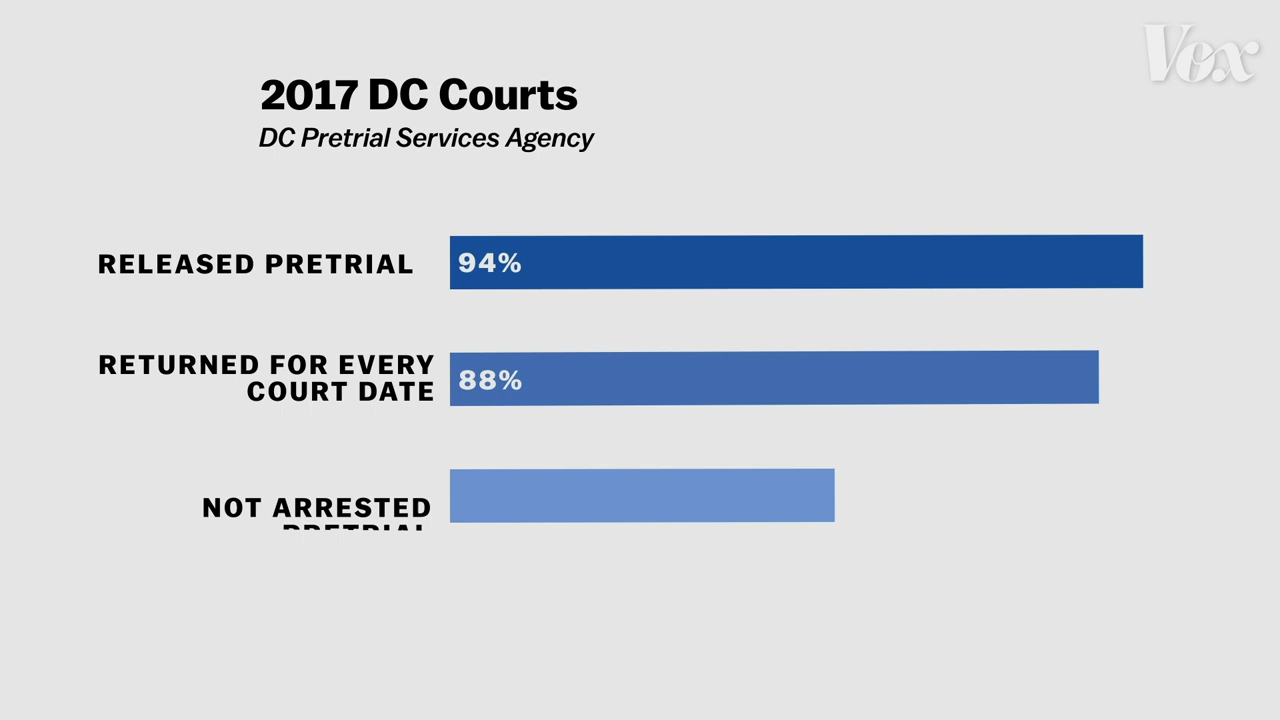 Vox
2017 DC Courts
DC Pretrial Services Agency
RELEASED PRETRIAL
94%
RETURNED FOR EVERY
COURT DATE
88%
NOT ARRESTED
PRETRIAL